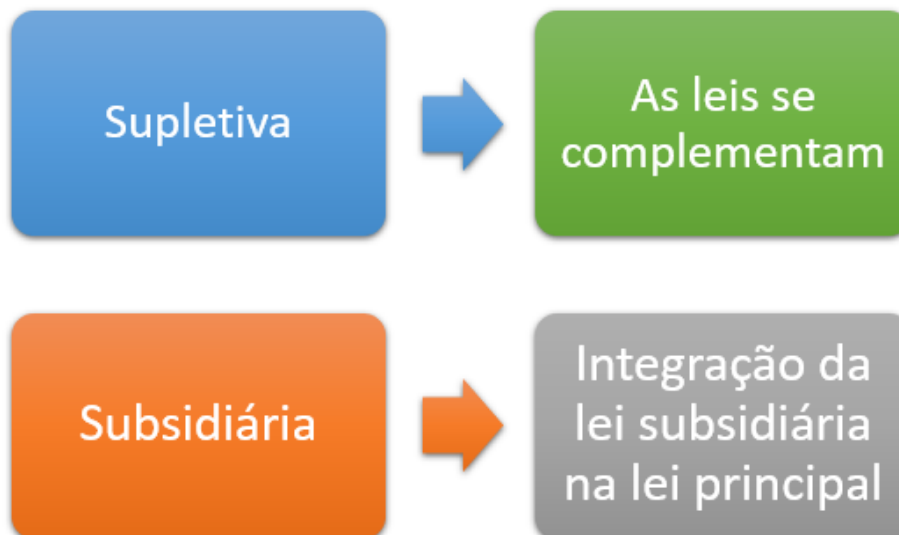 Supletiva
As leis se
complementam
Subsidiária
Integração da
lei subsidiária
na lei principal